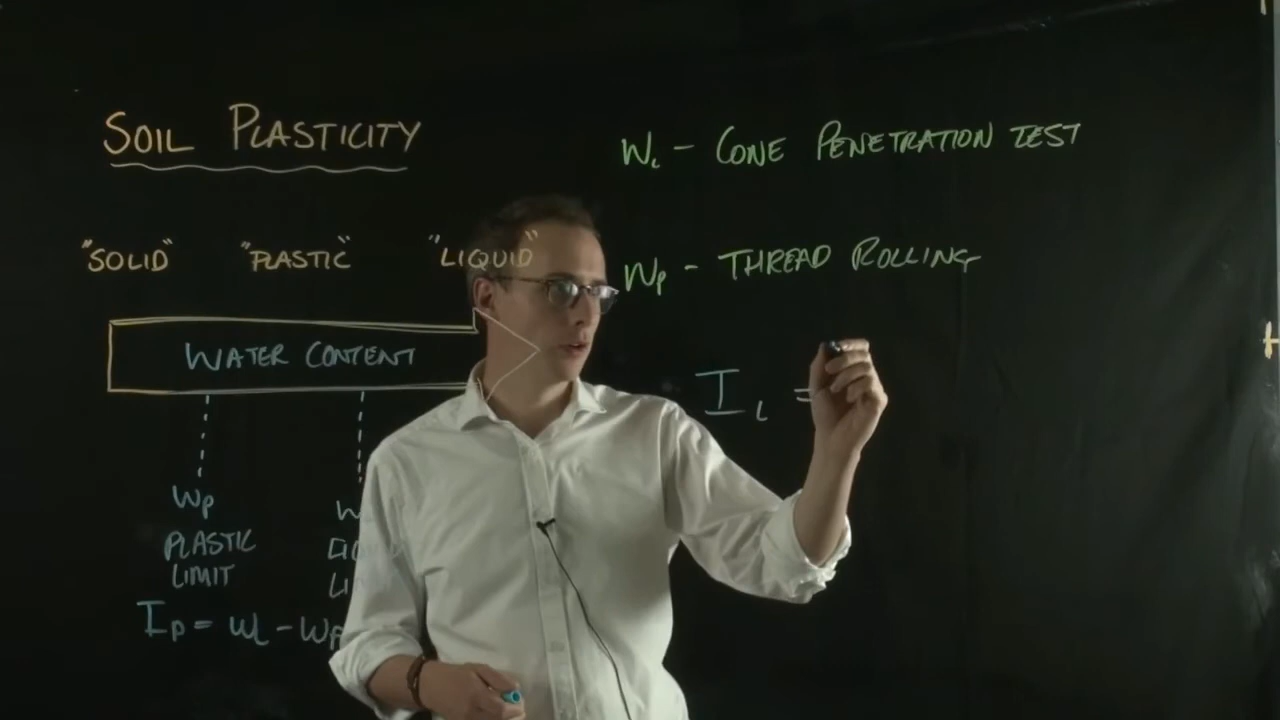 SOIL PLASTICITY
"SOLID" "PLASTIC" "LIQUID"
WATER CONTENT
Wp
PLASTIC
LIMIT
Ip = WL - Wp
WL - CONE PENETRATION TEST
Wp - THREAD ROLLING
IL =